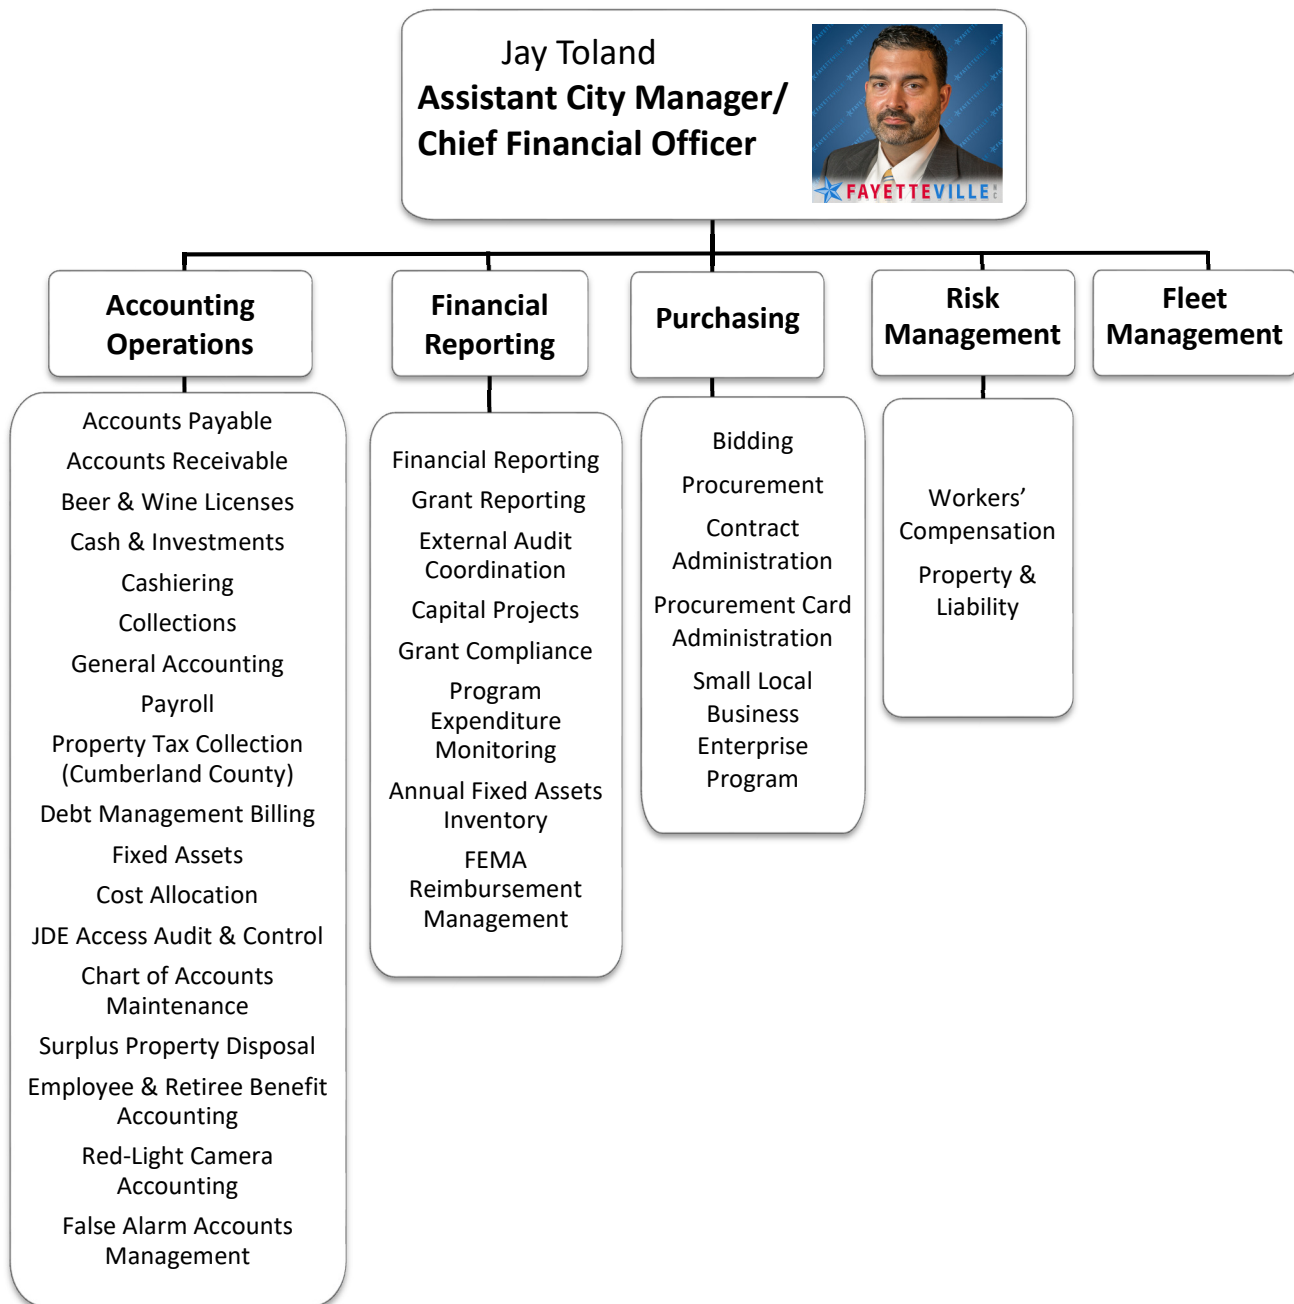 Jay Toland
Assistant City Manager/
Chief Financial Officer
FAYETTEVILLE
Accounting
Operations
Accounts Payable
Accounts Receivable
Beer & Wine Licenses
Cash & Investments
Cashiering
Collections
General Accounting
Payroll
Property Tax Collection
(Cumberland County)
Debt Management Billing
Fixed Assets
Cost Allocation
JDE Access Audit & Control
Chart of Accounts
Maintenance
Surplus Property Disposal
Employee & Retiree Benefit
Accounting
Red-Light Camera
Accounting
False Alarm Accounts
Management
Financial
Reporting
Financial Reporting
Grant Reporting
External Audit
Coordination
Capital Projects
Grant Compliance
Program
Expenditure
Monitoring
Annual Fixed Assets
Inventory
FEMA
Reimbursement
Management
Purchasing
Bidding
Procurement
Contract
Administration
Procurement Card
Administration
Small Local
Business
Enterprise
Program
Risk
Management
Workers’
Compensation
Property &
Liability
Fleet
Management